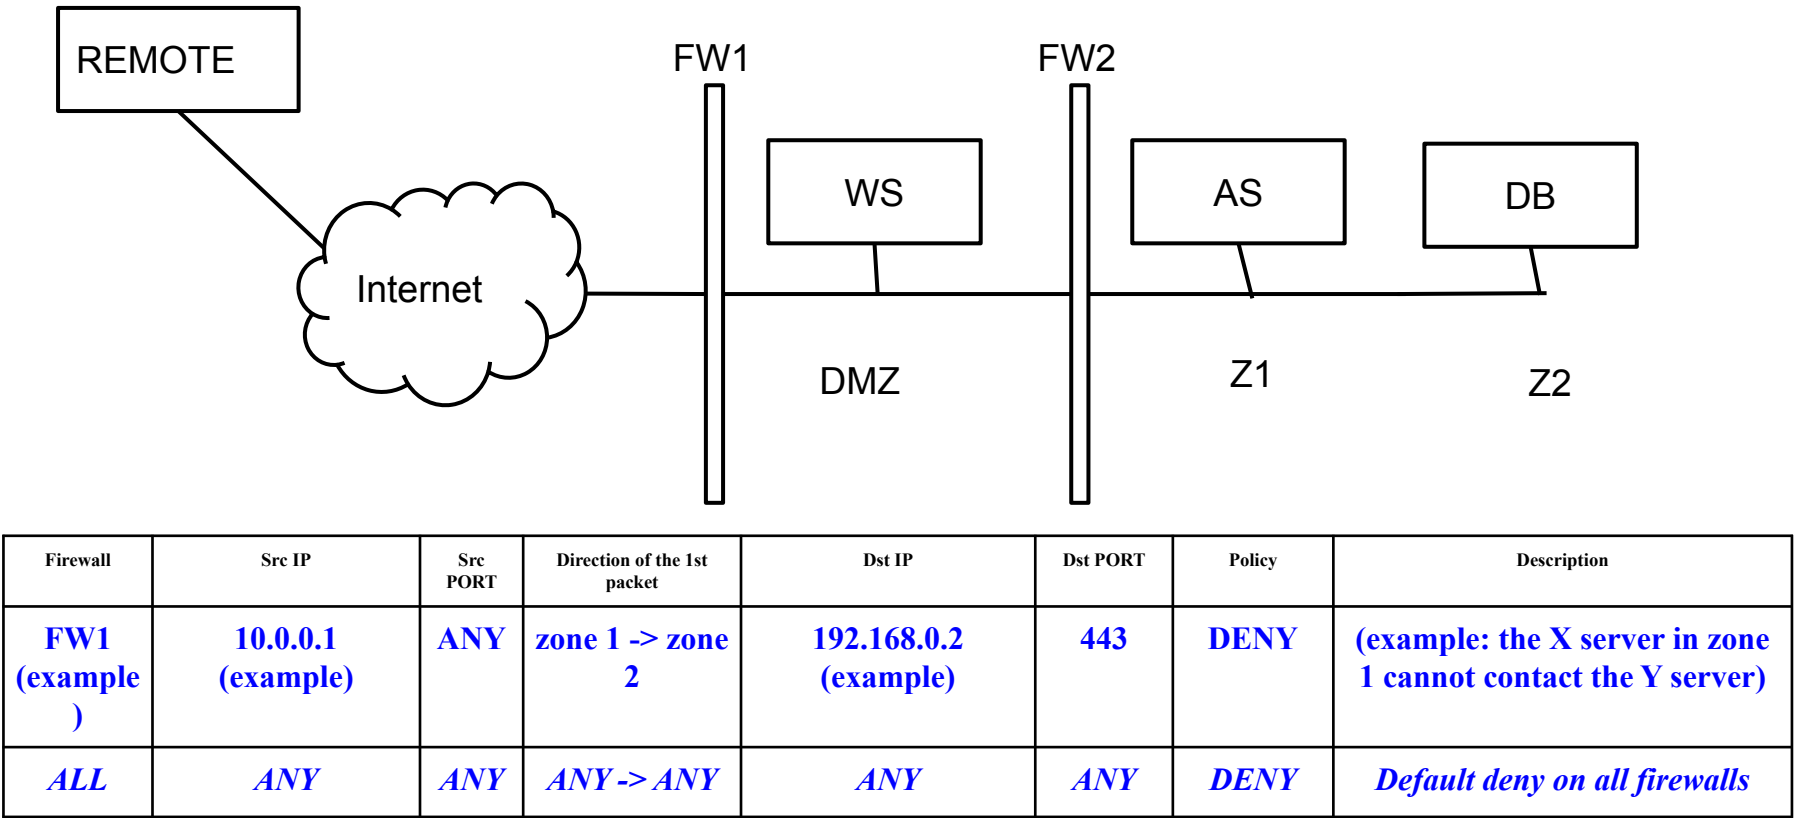 REMOTE
FW1
FW2
WS
AS
DB
Internet
DMZ
Z1
Z2
Firewall
Src IP
Src
PORT
Direction of the 1st
packet
Dst IP
Dst PORT
Policy
Description
FW1
(example
)
10.0.0.1
(example)
ANY
zone 1 -> zone
2
192.168.0.2
(example)
443
DENY
(example: the X server in zone
1 cannot contact the Y server)
ALL
ANY
ANY
ANY -> ANY
ANY
ANY
DENY
Default deny on all firewalls